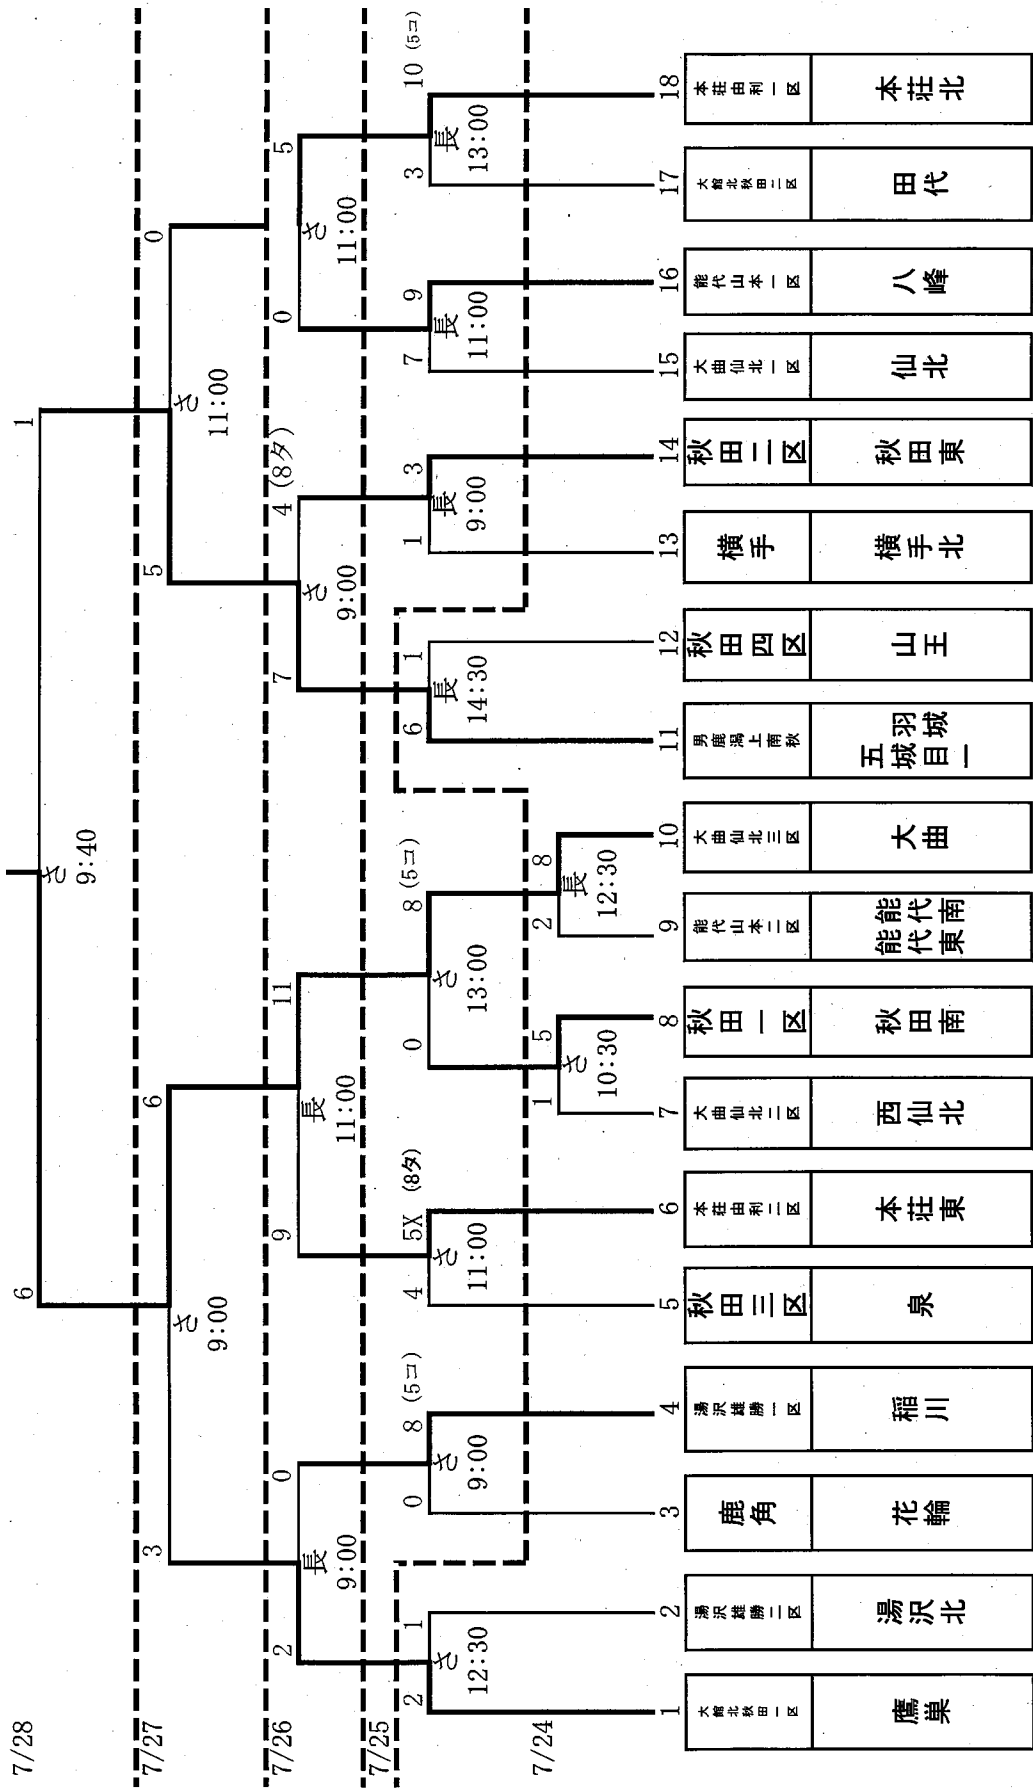 7/28
7/27
7/26
7/25
7/24
6
1
さ
9:40
3
6
さ
9:00
5
0
さ
11:00
2
0
長
9:00
9
11
長
11:00
7
4 (8タ)
さ
9:00
0
5
さ
11:00
2
1
さ
12:30
0
8 (5コ)
さ
9:00
4
5X (8タ)
さ
11:00
0
8 (5コ)
さ
13:00
6
1
長
14:30
1
3
長
9:00
7
9
長
11:00
3
10 (5コ)
長
13:00
1
5
さ
10:30
2
8
長
12:30
1
大館北秋田一区
鷹巣
2
湯沢雄勝二区
湯沢北
3
鹿角
花輪
4
湯沢雄勝一区
稲川
5
秋田三区
泉
6
本荘由利二区
本荘東
7
大曲仙北二区
西仙北
8
秋田一区
秋田南
9
能代山本二区
能代南
能代東
10
大曲仙北三区
大曲
11
男鹿潟上南秋
羽城
五城目一
12
秋田四区
山王
13
横手
横手北
14
秋田二区
秋田東
15
大曲仙北一区
仙北
16
能代山本一区
八峰
17
大館北秋田二区
田代
18
本荘由利一区
本荘北